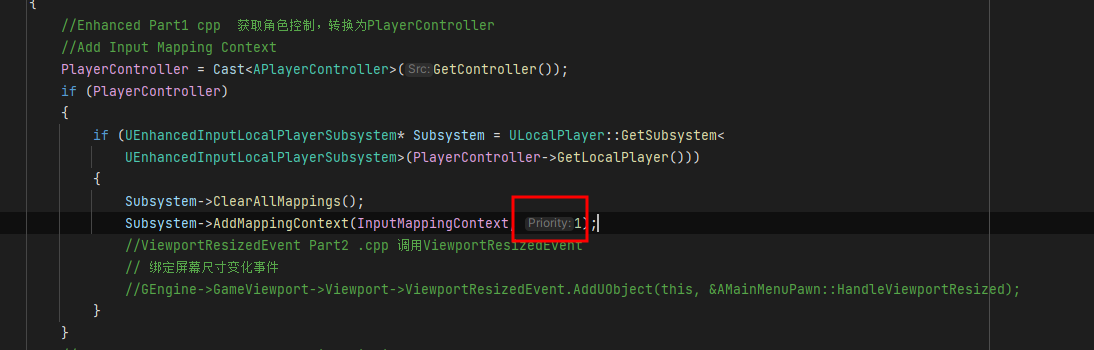 {
//Enhanced Part1 cpp  获取角色控制，转换为PlayerController
//Add Input Mapping Context
PlayerController = Cast<APlayerController>(Src:GetController());
if (PlayerController)
{
if (UEnhancedInputLocalPlayerSubsystem* Subsystem = ULocalPlayer::GetSubsystem<
UEnhancedInputLocalPlayerSubsystem>(PlayerController->GetLocalPlayer()))
{
Subsystem->ClearAllMappings();
Subsystem->AddMappingContext(InputMappingContext, Priority:1);
//ViewportResizedEvent Part2 .cpp 调用ViewportResizedEvent
// 绑定屏幕尺寸变化事件
//GEngine->GameViewport->Viewport->ViewportResizedEvent.AddUObject(this, &AMainMenuPawn::HandleViewportResized);
}
}